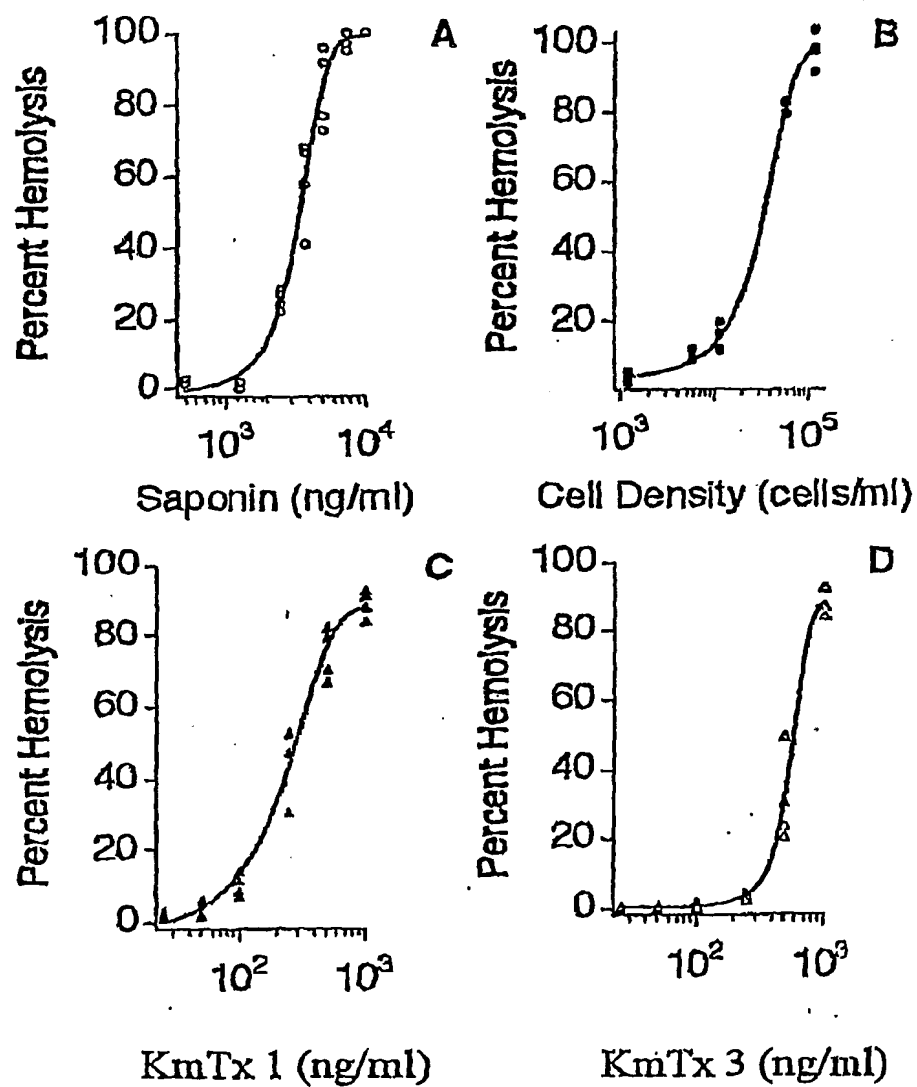 A
Percent Hemolysis
100
80
60
40
20
0
10³
10⁴
Saponin (ng/ml)
B
Percent Hemolysis
100
80
60
40
20
10³
10⁵
Cell Density (cells/ml)
C
Percent Hemolysis
100
80
60
40
20
0
10²
10³
KmTx 1 (ng/ml)
D
Percent Hemolysis
100
80
60
40
20
0
10²
10³
KmTx 3 (ng/ml)